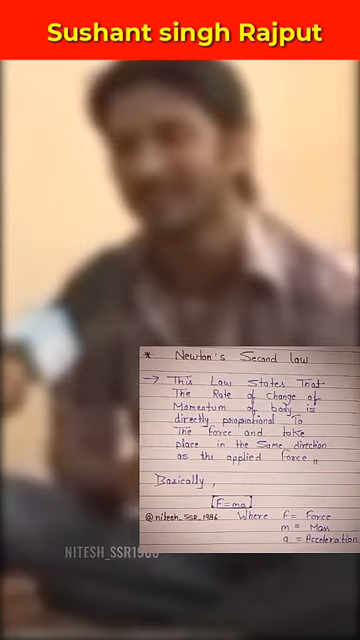 Sushant singh Rajput
* Newton's Second law
→ This Law States That
The Rate of change of
Momentum of body is
directly poropoational To
The force and take
place in the Same direction
as the applied force,,
Basically,
[F=ma]
@nitesh_SSR_1986 Where F= Force
m = Mass
a = Acceleration
NITESH_SSR1986